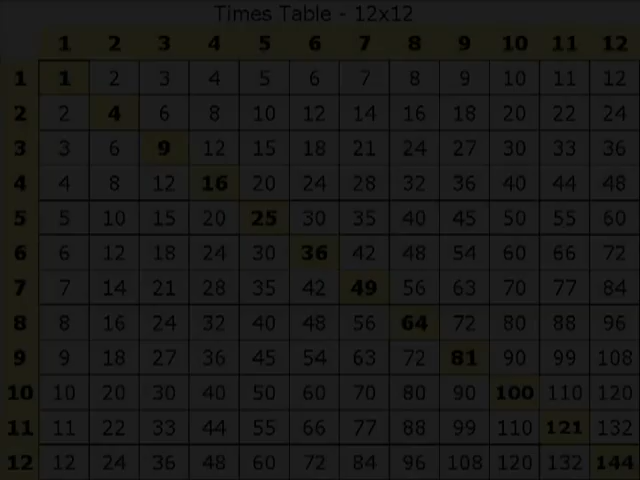 Times Table - 12x12
1 2 3 4 5 6 7 8 9 10 11 12
1 1 2 3 4 5 6 7 8 9 10 11 12
2 2 4 6 8 10 12 14 16 18 20 22 24
3 3 6 9 12 15 18 21 24 27 30 33 36
4 4 8 12 16 20 24 28 32 36 40 44 48
5 5 10 15 20 25 30 35 40 45 50 55 60
6 6 12 18 24 30 36 42 48 54 60 66 72
7 7 14 21 28 35 42 49 56 63 70 77 84
8 8 16 24 32 40 48 56 64 72 80 88 96
9 9 18 27 36 45 54 63 72 81 90 99 108
10 10 20 30 40 50 60 70 80 90 100 110 120
11 11 22 33 44 55 66 77 88 99 110 121 132
12 12 24 36 48 60 72 84 96 108 120 132 144